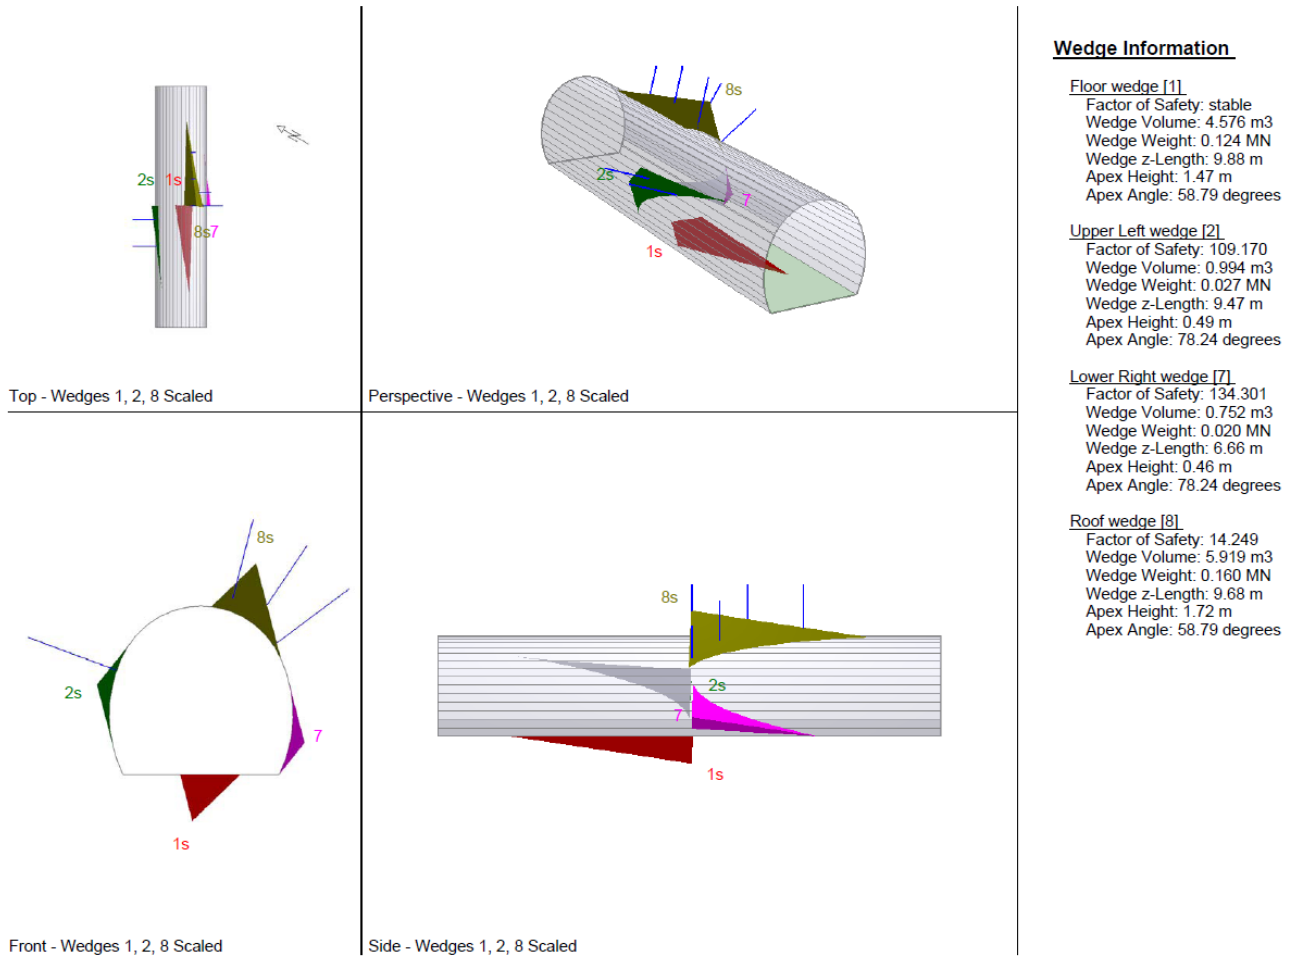 2s
1s
8s
7
N
Top - Wedges 1, 2, 8 Scaled
8s
2s
7
1s
Perspective - Wedges 1, 2, 8 Scaled
8s
2s
7
1s
Front - Wedges 1, 2, 8 Scaled
8s
2s
7
1s
Side - Wedges 1, 2, 8 Scaled
Wedge Information
Floor wedge [1]
Factor of Safety: stable
Wedge Volume: 4.576 m3
Wedge Weight: 0.124 MN
Wedge z-Length: 9.88 m
Apex Height: 1.47 m
Apex Angle: 58.79 degrees
Upper Left wedge [2]
Factor of Safety: 109.170
Wedge Volume: 0.994 m3
Wedge Weight: 0.027 MN
Wedge z-Length: 9.47 m
Apex Height: 0.49 m
Apex Angle: 78.24 degrees
Lower Right wedge [7]
Factor of Safety: 134.301
Wedge Volume: 0.752 m3
Wedge Weight: 0.020 MN
Wedge z-Length: 6.66 m
Apex Height: 0.46 m
Apex Angle: 78.24 degrees
Roof wedge [8]
Factor of Safety: 14.249
Wedge Volume: 5.919 m3
Wedge Weight: 0.160 MN
Wedge z-Length: 9.68 m
Apex Height: 1.72 m
Apex Angle: 58.79 degrees